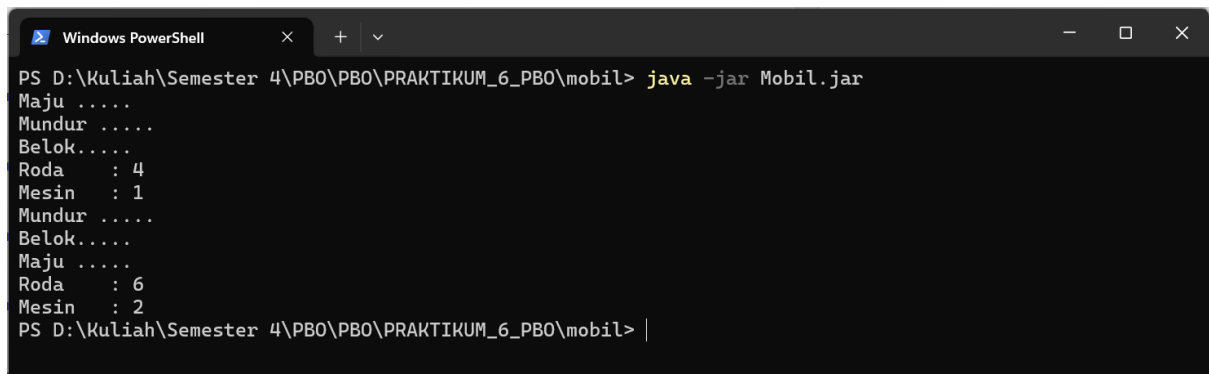 Windows PowerShell
PS D:\Kuliah\Semester 4\PBO\PBO\PRAKTIKUM_6_PBO\mobil> java -jar Mobil.jar
Maju .....
Mundur .....
Belok.....
Roda    : 4
Mesin   : 1
Mundur .....
Belok.....
Maju .....
Roda    : 6
Mesin   : 2
PS D:\Kuliah\Semester 4\PBO\PBO\PRAKTIKUM_6_PBO\mobil>